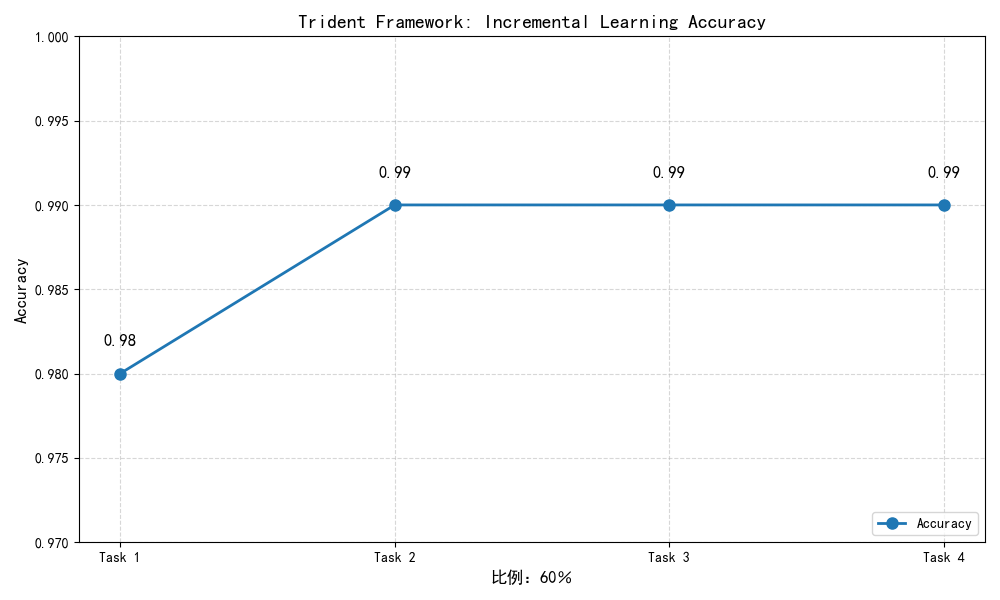 Trident Framework: Incremental Learning Accuracy
1.000
0.995
0.990
0.985
0.980
0.975
0.970
Accuracy
0.98
0.99
0.99
0.99
Accuracy
Task 1
Task 2
Task 3
Task 4
比例：60%